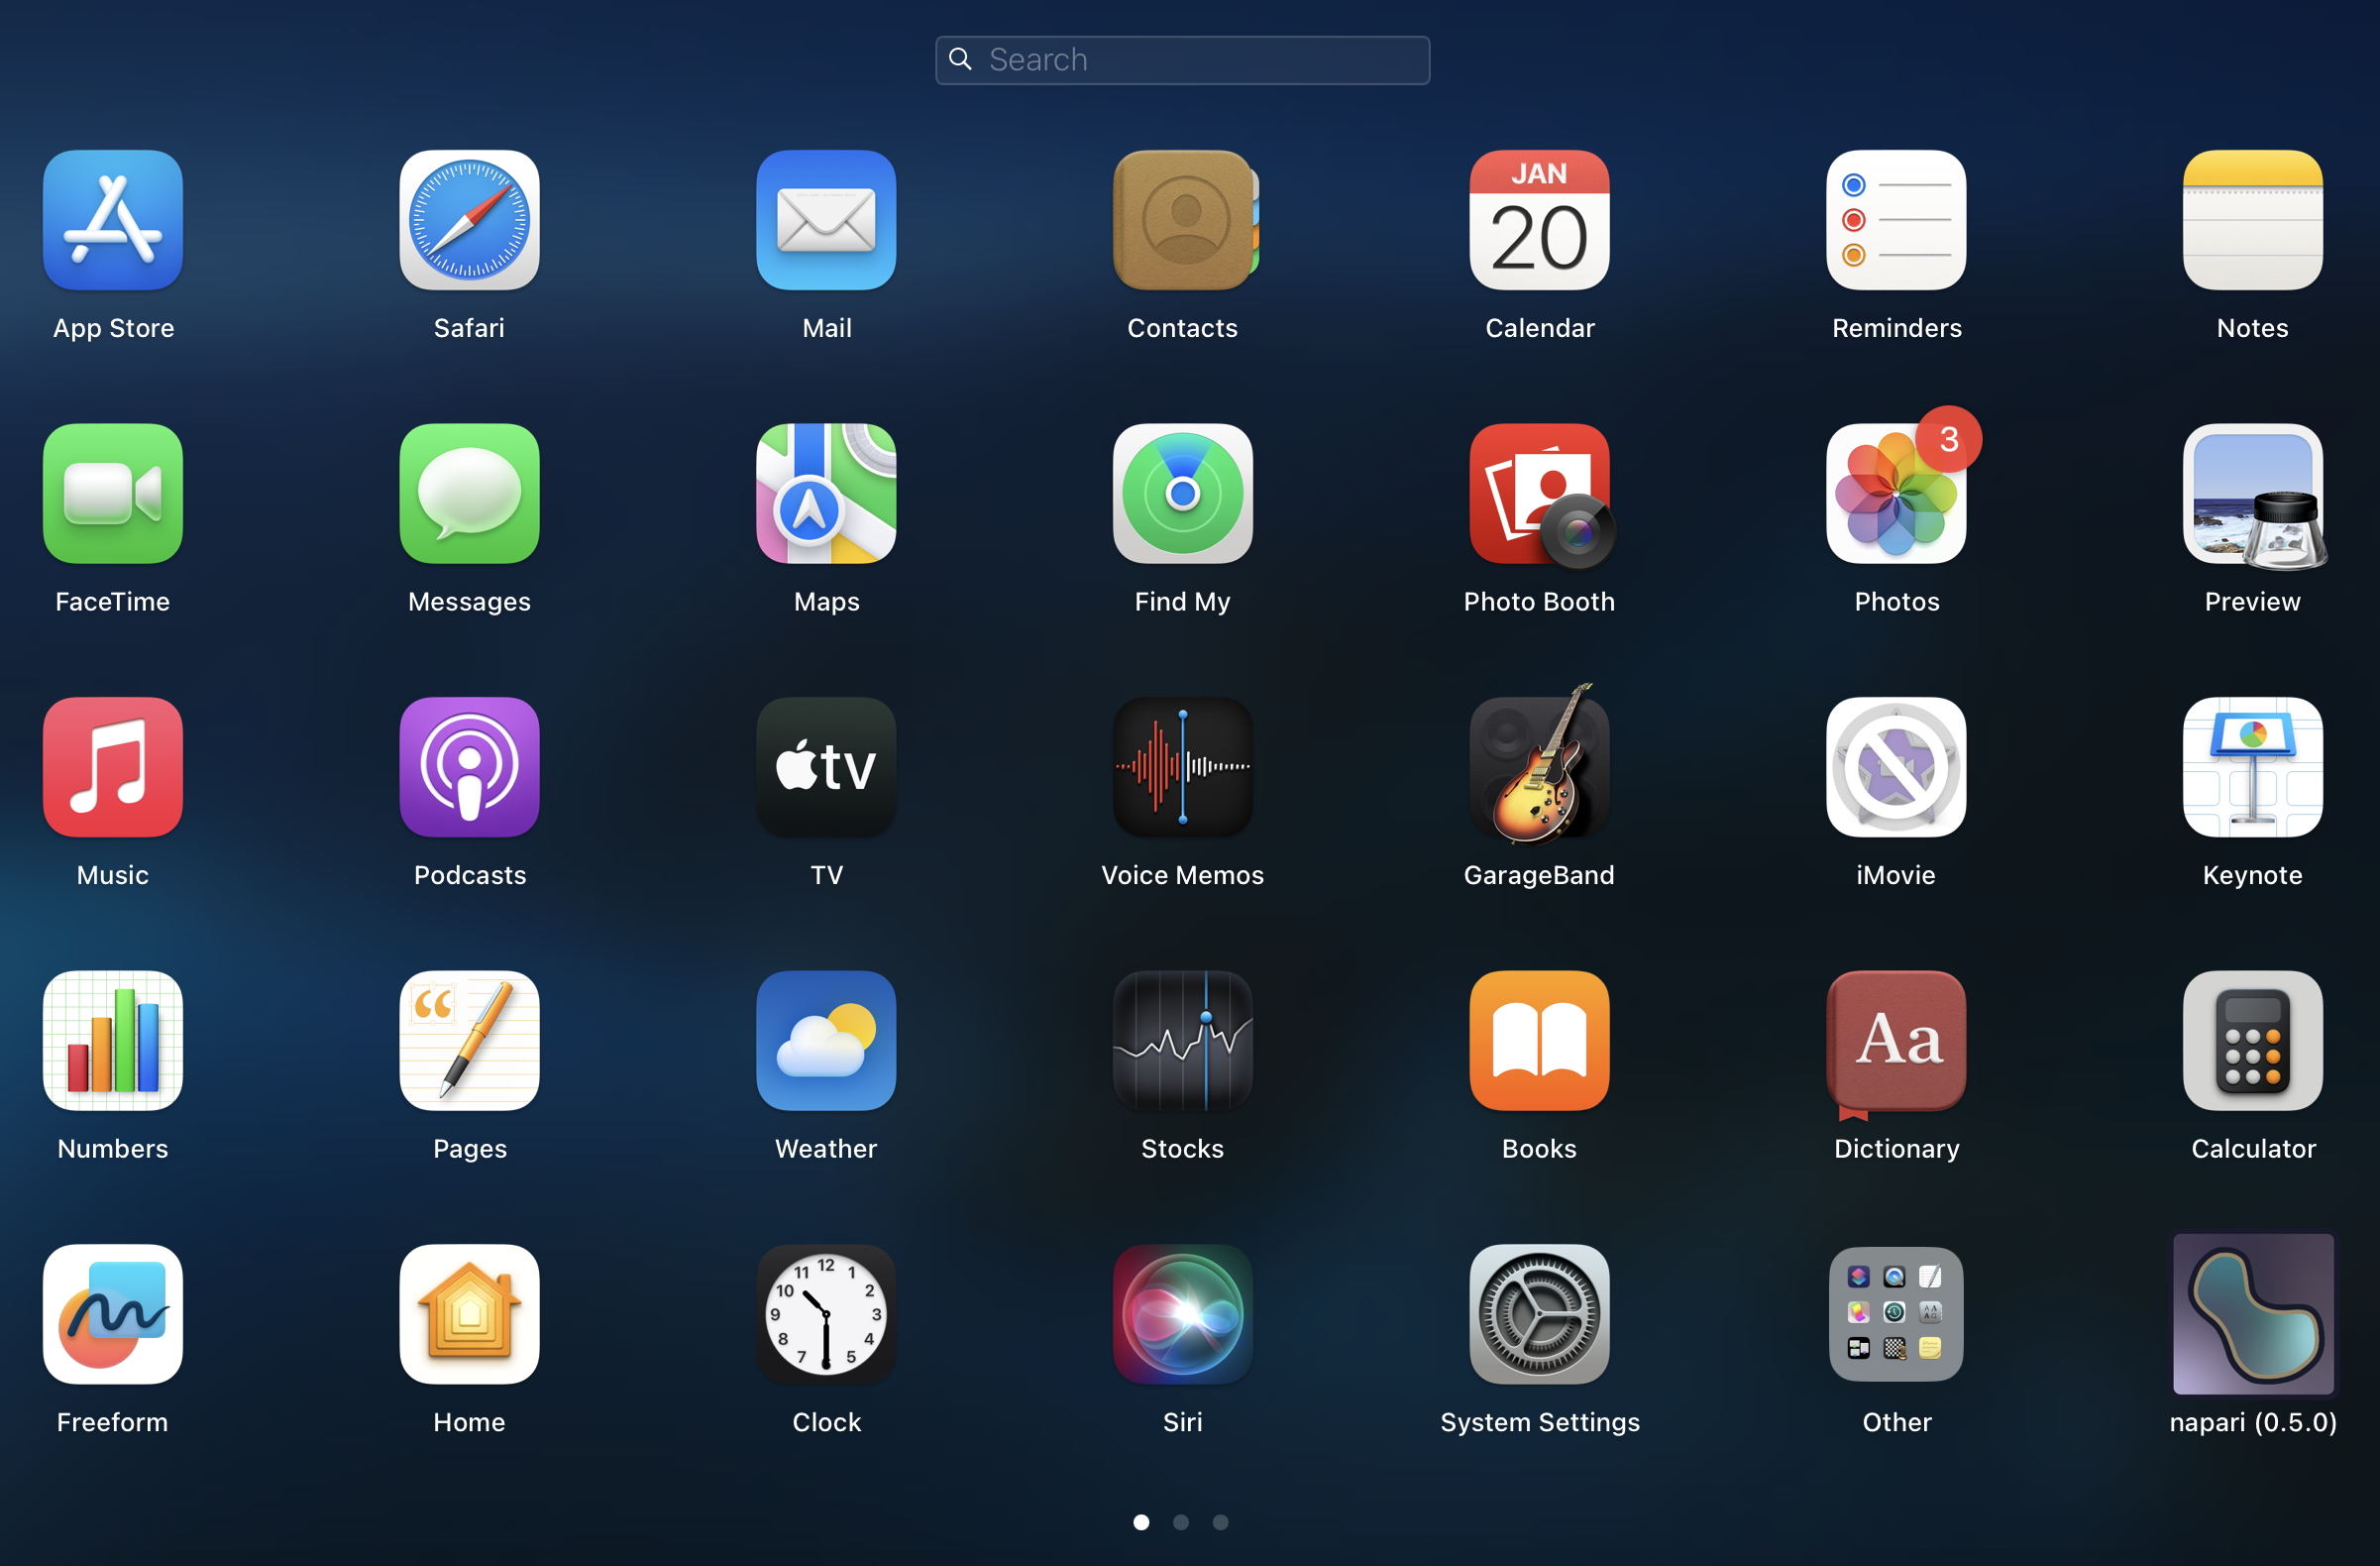 Search
JAN
20
App Store
Safari
Mail
Contacts
Calendar
Reminders
Notes
3
FaceTime
Messages
Maps
Find My
Photo Booth
Photos
Preview
tv
Music
Podcasts
TV
Voice Memos
GarageBand
iMovie
Keynote
“
Aa
Numbers
Pages
Weather
Stocks
Books
Dictionary
Calculator
12
11
1
10
2
9
3
8
4
7
5
Freeform
Home
Clock
Siri
System Settings
Other
napari (0.5.0)